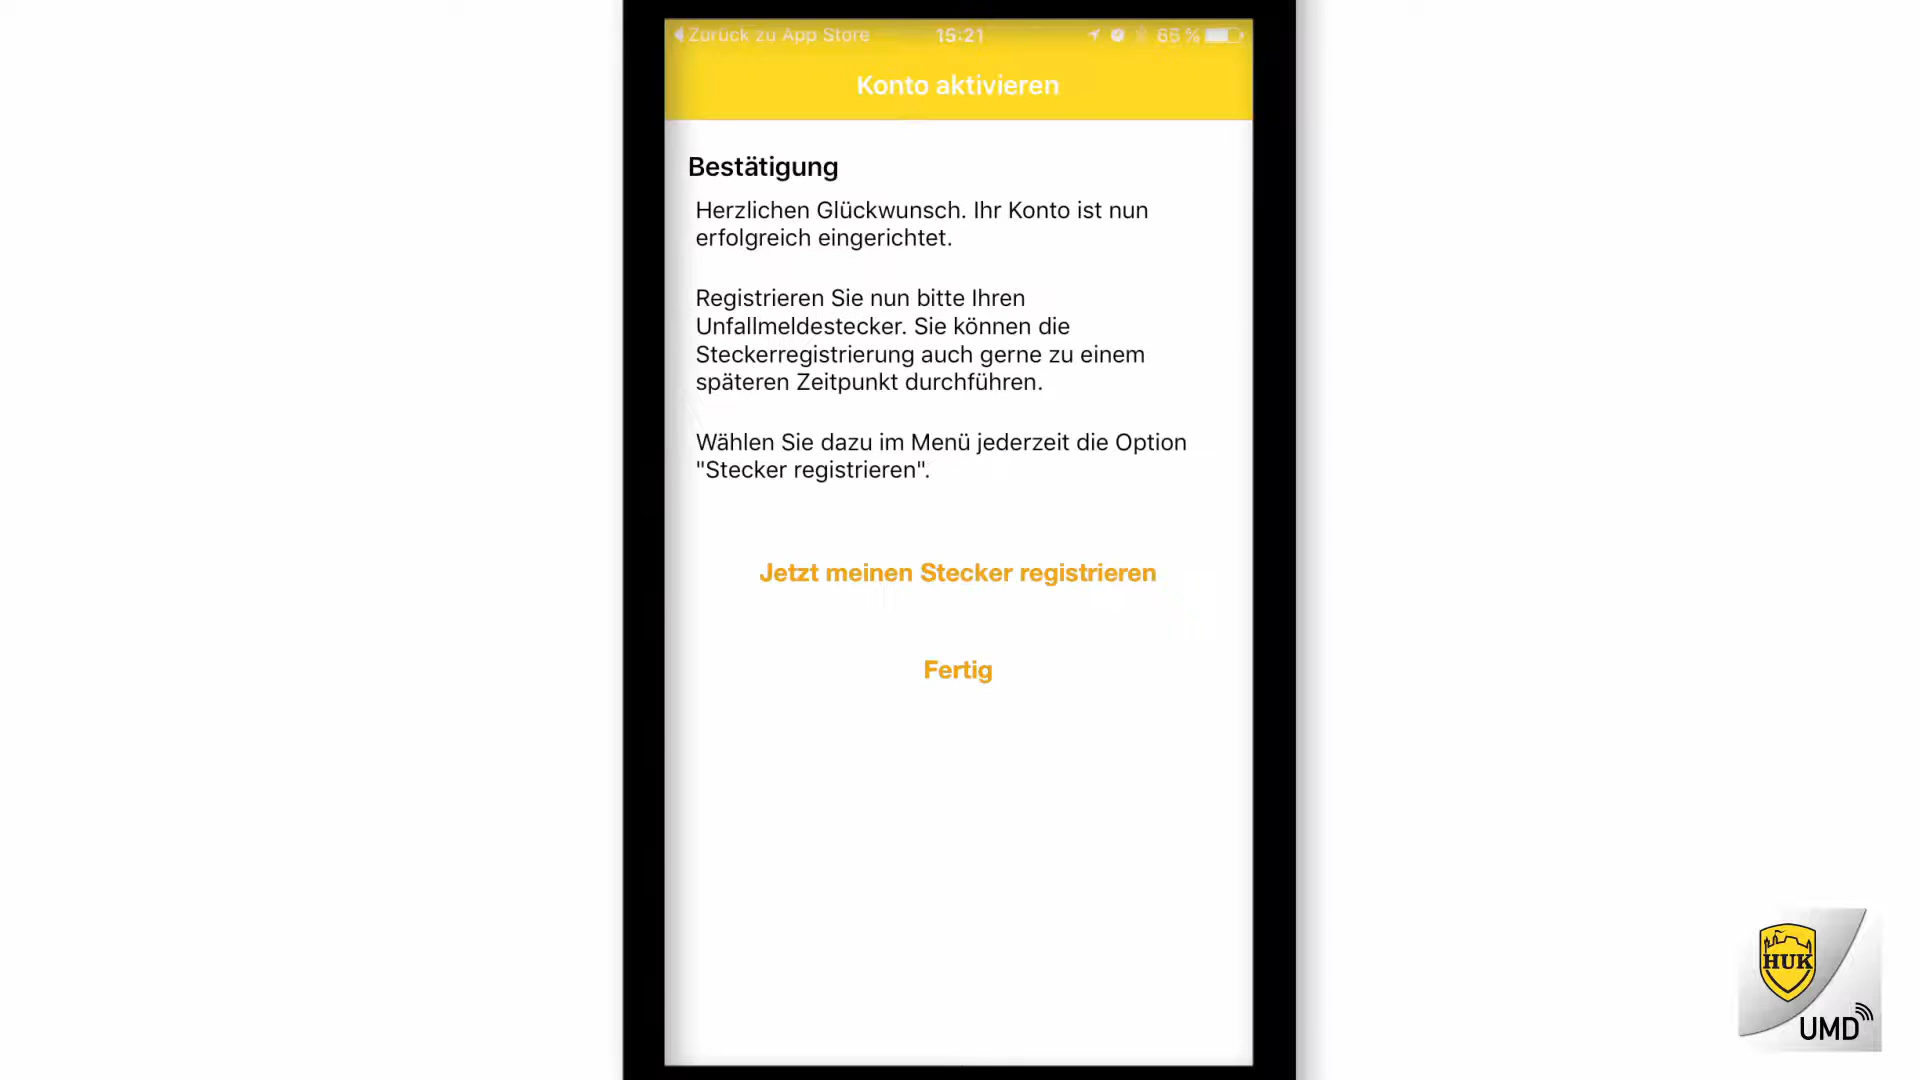 Zurück zu App Store 15:21 65 %
Konto aktivieren
Bestätigung
Herzlichen Glückwunsch. Ihr Konto ist nun
erfolgreich eingerichtet.
Registrieren Sie nun bitte Ihren
Unfallmeldestecker. Sie können die
Steckerregistrierung auch gerne zu einem
späteren Zeitpunkt durchführen.
Wählen Sie dazu im Menü jederzeit die Option
"Stecker registrieren".
Jetzt meinen Stecker registrieren
Fertig
HUK
UMD